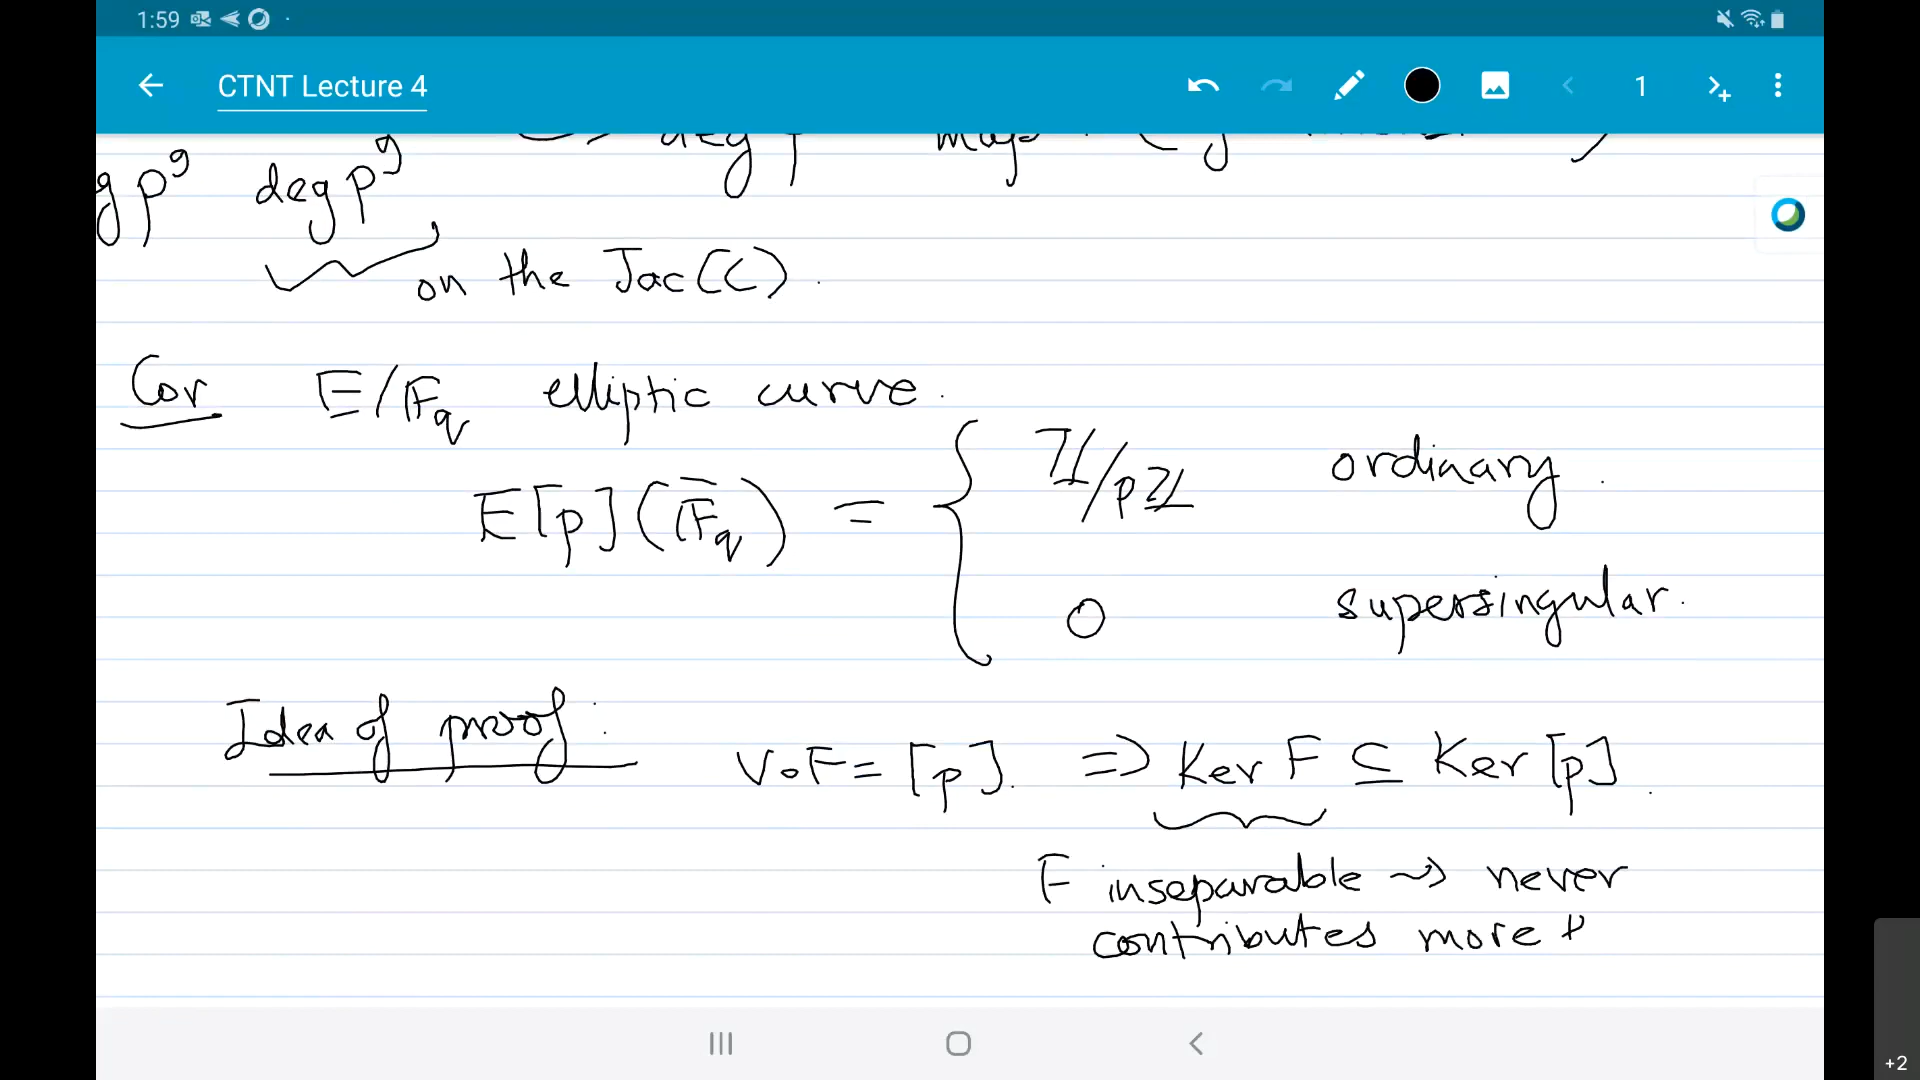 1:59
CTNT Lecture 4
1
deg p^g
on the Jac(C).
Cor E/F_q elliptic curve.
E[p](F̄_q) = { ℤ/pℤ ordinary.
0 supersingular.
Idea of proof:
V∘F = [p]. ⇒ Ker F ⊆ Ker [p].
F inseparable ⇝ never
contributes more
+2